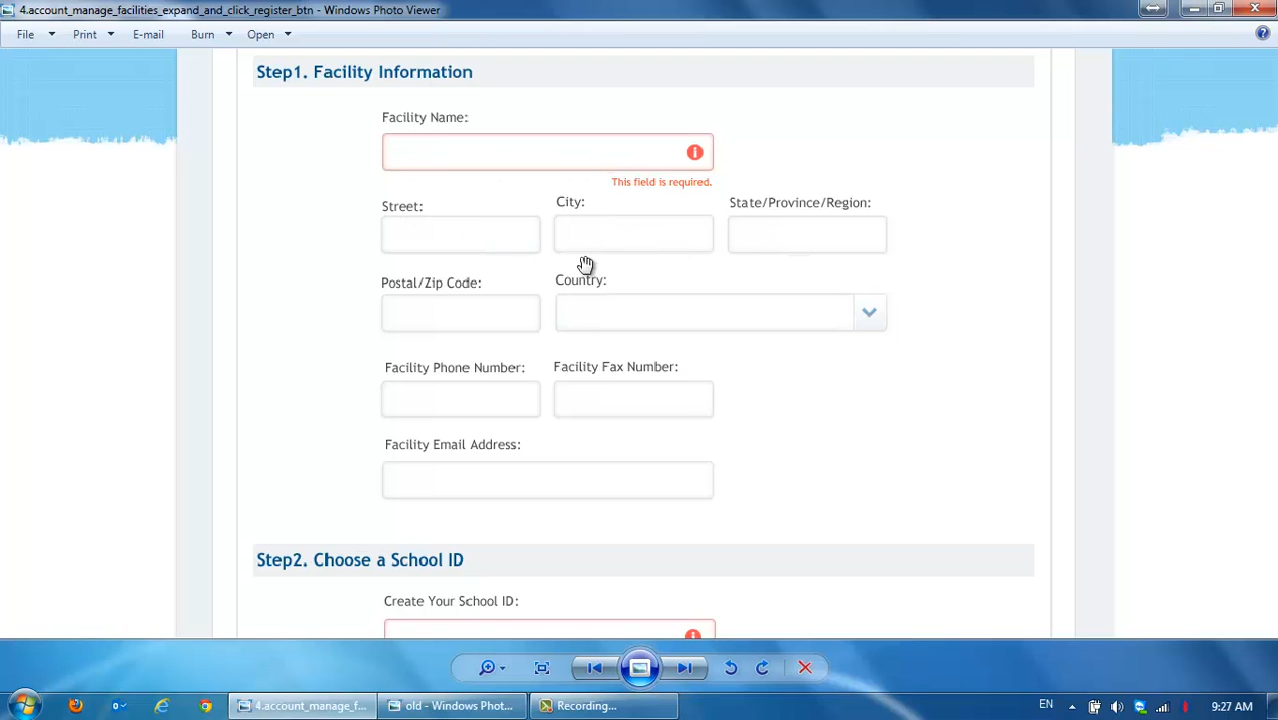 4.account_manage_facilities_expand_and_click_register_btn - Windows Photo Viewer
File Print E-mail Burn Open
Step1. Facility Information
Facility Name:
This field is required.
Street: City: State/Province/Region:
Postal/Zip Code: Country:
Facility Phone Number: Facility Fax Number:
Facility Email Address:
Step2. Choose a School ID
Create Your School ID:
4.account_manage_f... old - Windows Phot... Recording... EN 9:27 AM